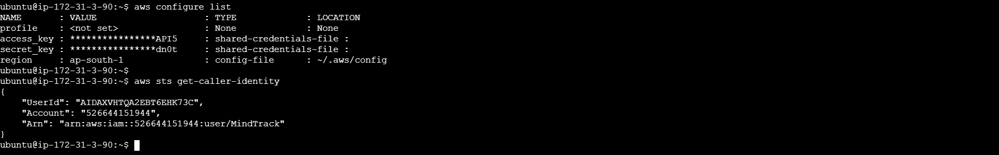 ubuntu@ip-172-31-3-90:~$ aws configure list
NAME       : VALUE                    : TYPE             : LOCATION
profile    : <not set>                : None             : None
access_key : ****************API5     : shared-credentials-file :
secret_key : ****************dn0t     : shared-credentials-file :
region     : ap-south-1               : config-file      : ~/.aws/config
ubuntu@ip-172-31-3-90:~$
ubuntu@ip-172-31-3-90:~$ aws sts get-caller-identity
{
    "UserId": "AIDAXVHTQA2EBT6EHK73C",
    "Account": "526644151944",
    "Arn": "arn:aws:iam::526644151944:user/MindTrack"
}
ubuntu@ip-172-31-3-90:~$